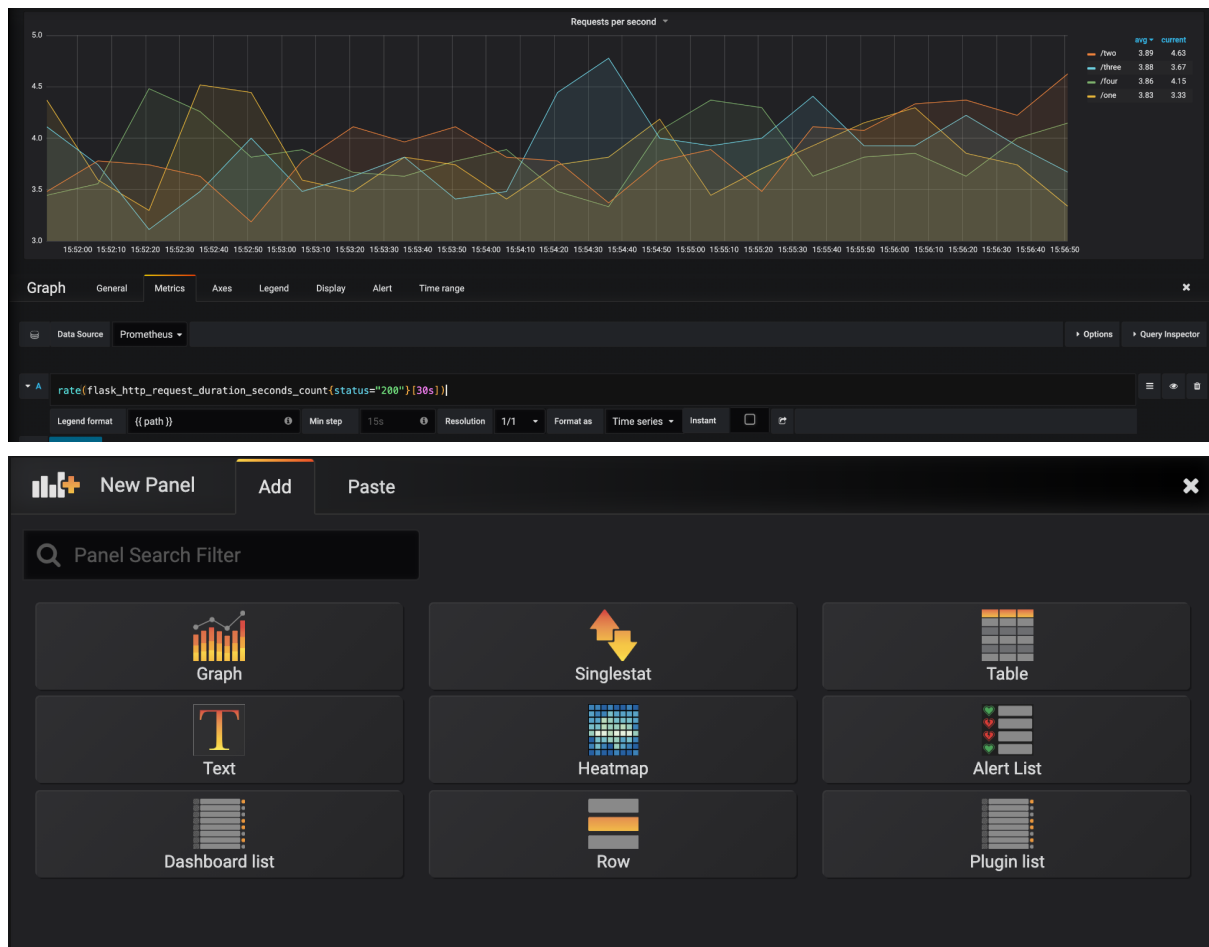 Requests per second
5.0
4.5
4.0
3.5
3.0
avg current
/two 3.89 4.63
/three 3.88 3.67
/four 3.86 4.15
/one 3.83 3.33
15:52:00 15:52:10 15:52:20 15:52:30 15:52:40 15:52:50 15:53:00 15:53:10 15:53:20 15:53:30 15:53:40 15:53:50 15:54:00 15:54:10 15:54:20 15:54:30 15:54:40 15:54:50 15:55:00 15:55:10 15:55:20 15:55:30 15:55:40 15:55:50 15:56:00 15:56:10 15:56:20 15:56:30 15:56:40 15:56:50
Graph General Metrics Axes Legend Display Alert Time range
Data Source Prometheus Options Query Inspector
A rate(flask_http_request_duration_seconds_count{status="200"}[30s])
Legend format {{ path }} Min step 15s Resolution 1/1 Format as Time series Instant
New Panel Add Paste
Panel Search Filter
Graph Singlestat Table
Text Heatmap Alert List
Dashboard list Row Plugin list